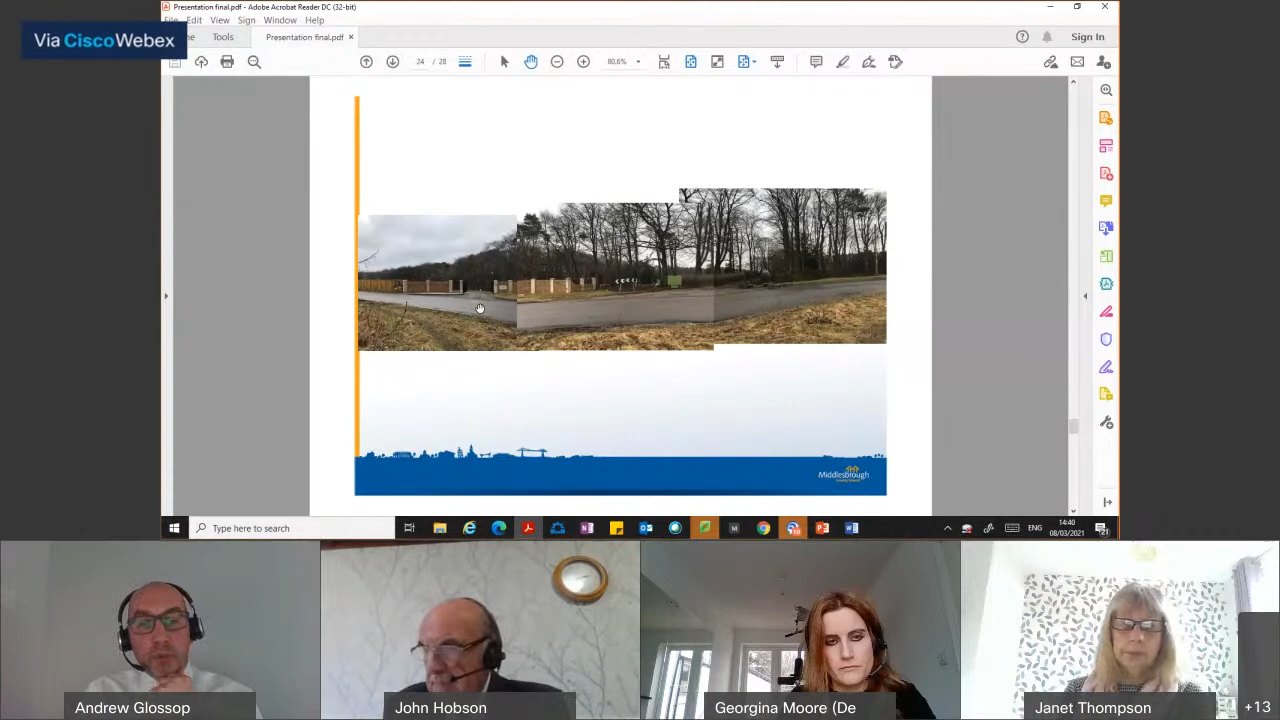 Presentation final.pdf - Adobe Acrobat Reader DC (32-bit)
File Edit View Sign Window Help
Via CiscoWebex
Tools
Presentation final.pdf ×
Sign In
24 / 28
80.6%
Middlesbrough
Type here to search
ENG
14:40
08/03/2021
21
Andrew Glossop
John Hobson
Georgina Moore (De
Janet Thompson
+13